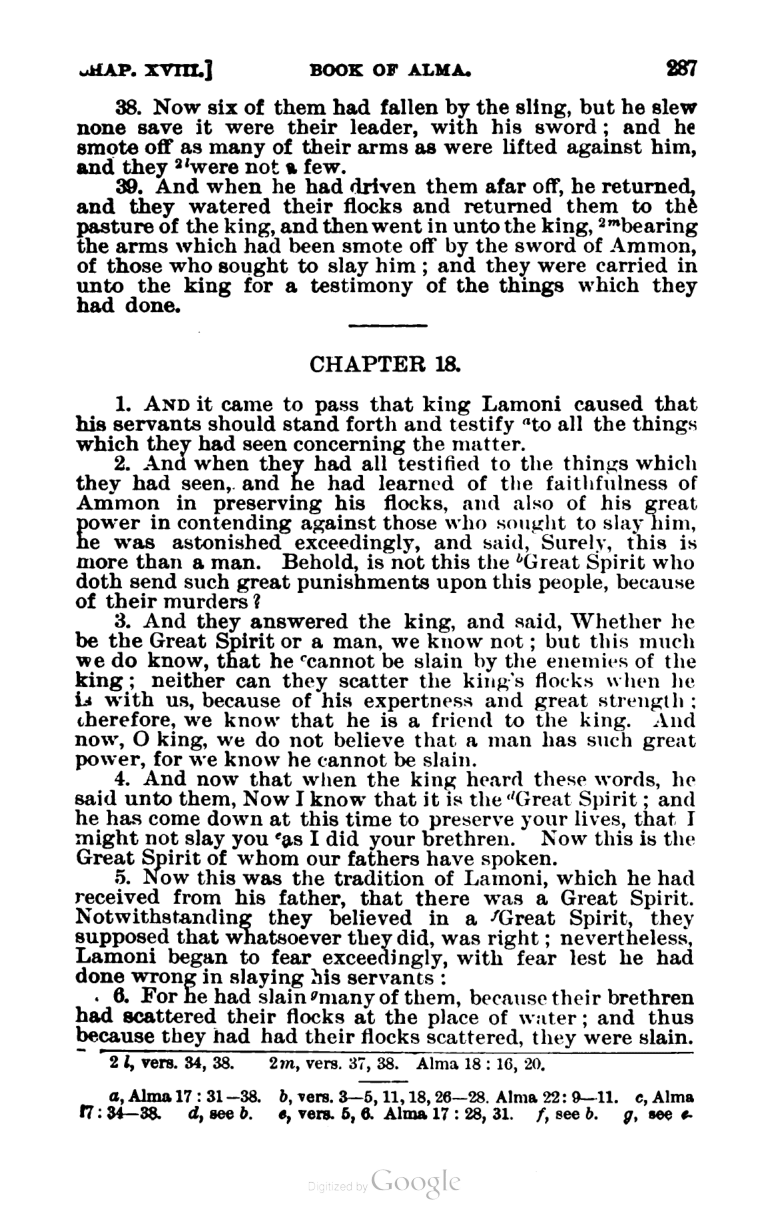 CHAP. XVIII.] BOOK OF ALMA. 287
38. Now six of them had fallen by the sling, but he slew
none save it were their leader, with his sword; and he
smote off as many of their arms as were lifted against him,
and they ²ˡwere not a few.
39. And when he had driven them afar off, he returned,
and they watered their flocks and returned them to the
pasture of the king, and then went in unto the king, ²ᵐbearing
the arms which had been smote off by the sword of Ammon,
of those who sought to slay him; and they were carried in
unto the king for a testimony of the things which they
had done.
CHAPTER 18.
1. AND it came to pass that king Lamoni caused that
his servants should stand forth and testify ᵃto all the things
which they had seen concerning the matter.
2. And when they had all testified to the things which
they had seen, and he had learned of the faithfulness of
Ammon in preserving his flocks, and also of his great
power in contending against those who sought to slay him,
he was astonished exceedingly, and said, Surely, this is
more than a man. Behold, is not this the ᵇGreat Spirit who
doth send such great punishments upon this people, because
of their murders?
3. And they answered the king, and said, Whether he
be the Great Spirit or a man, we know not; but this much
we do know, that he ᶜcannot be slain by the enemies of the
king; neither can they scatter the king's flocks when he
is with us, because of his expertness and great strength;
therefore, we know that he is a friend to the king. And
now, O king, we do not believe that a man has such great
power, for we know he cannot be slain.
4. And now that when the king heard these words, he
said unto them, Now I know that it is the ᵈGreat Spirit; and
he has come down at this time to preserve your lives, that I
might not slay you ᵉas I did your brethren. Now this is the
Great Spirit of whom our fathers have spoken.
5. Now this was the tradition of Lamoni, which he had
received from his father, that there was a Great Spirit.
Notwithstanding they believed in a ᶠGreat Spirit, they
supposed that whatsoever they did, was right; nevertheless,
Lamoni began to fear exceedingly, with fear lest he had
done wrong in slaying his servants:
6. For he had slain ᵍmany of them, because their brethren
had scattered their flocks at the place of water; and thus
because they had had their flocks scattered, they were slain.
2 l, vers. 34, 38. 2m, vers. 37, 38. Alma 18:16, 20.
a, Alma 17:31—38. b, vers. 3—5, 11, 18, 26—28. Alma 22:9—11. c, Alma
17:34—38. d, see b. e, vers. 5, 6. Alma 17:28, 31. f, see b. g, see e.
Digitized by Google